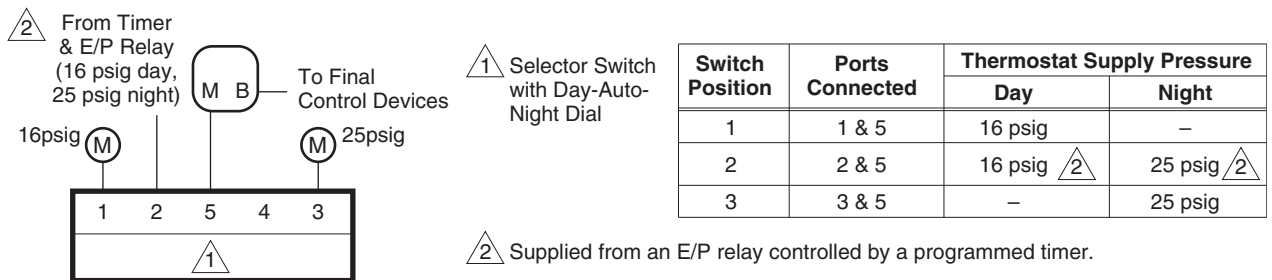 2
From Timer
& E/P Relay
(16 psig day,
25 psig night)
M B
To Final
Control Devices
16psig
M
M
25psig
1 2 5 4 3
1
1
Selector Switch
with Day-Auto-
Night Dial
Switch Position Ports Connected Thermostat Supply Pressure
Day Night
1 1 & 5 16 psig –
2 2 & 5 16 psig 2 25 psig 2
3 3 & 5 – 25 psig
2 Supplied from an E/P relay controlled by a programmed timer.